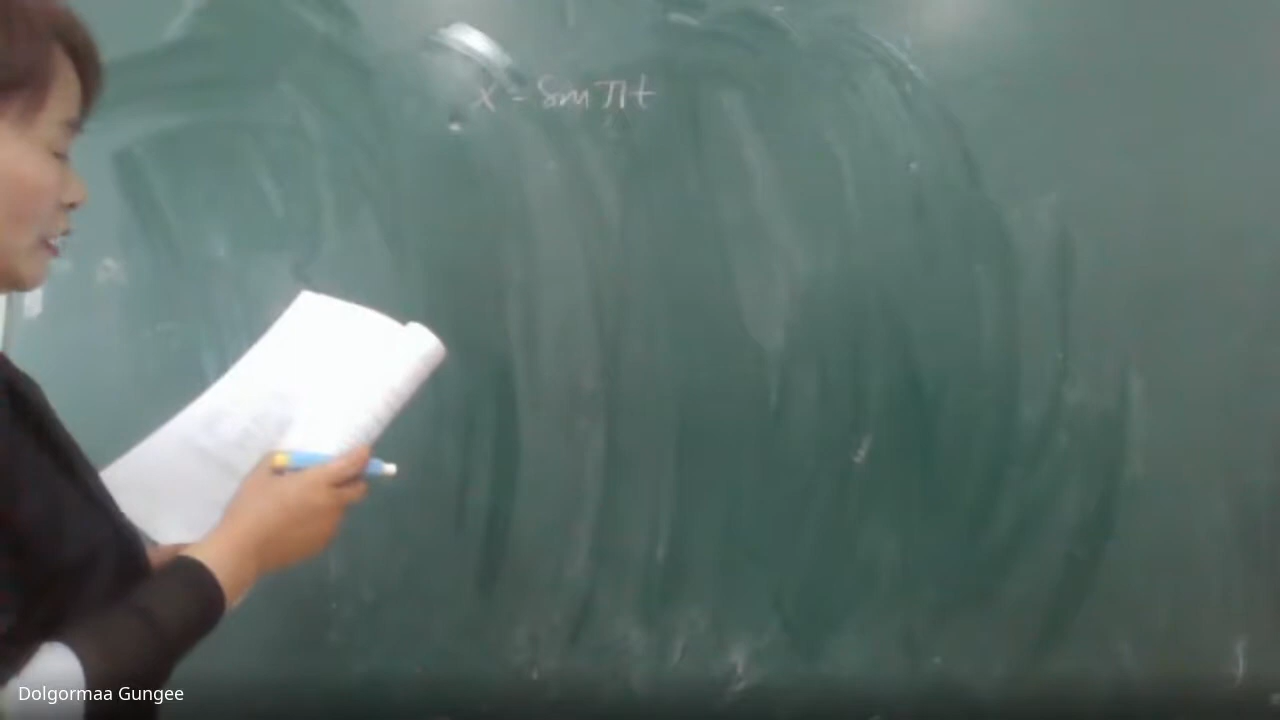 x - sin πt
Dolgormaa Gungee